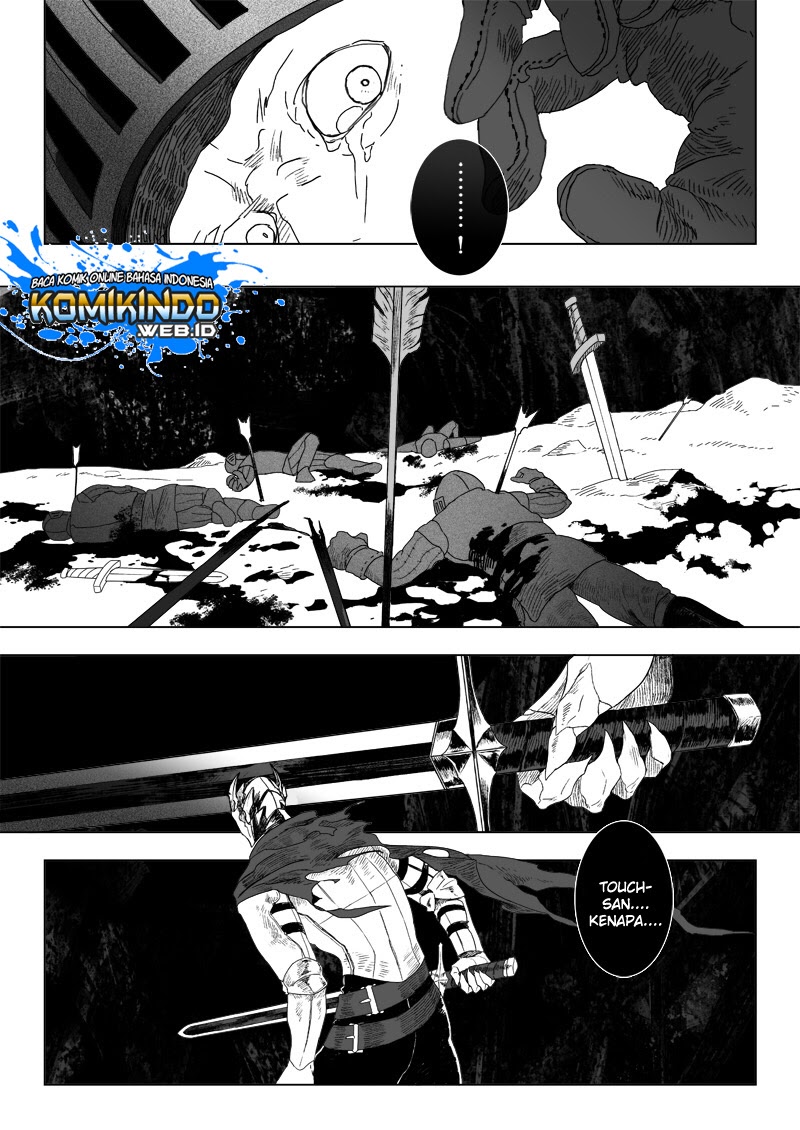 .........!
BACA KOMIK ONLINE BAHASA INDONESIA
KOMIKINDO
WEB.ID
TOUCH-
SAN....
KENAPA....